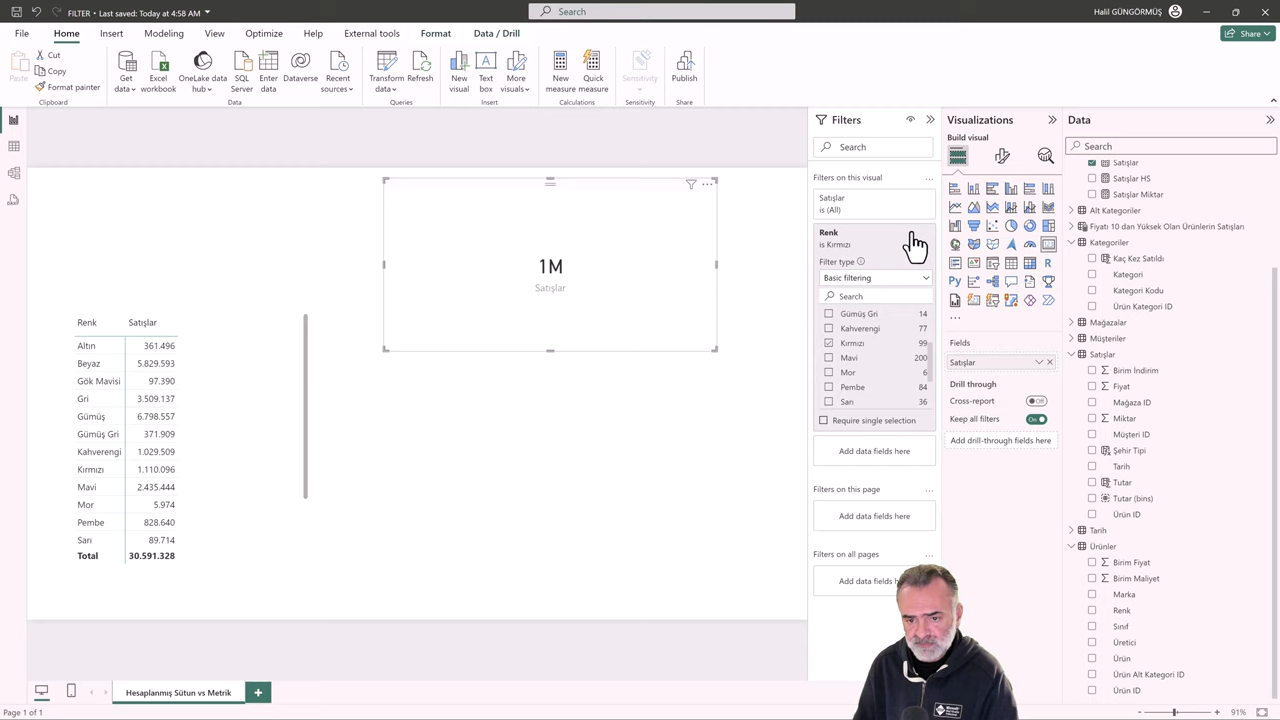 FILTER • Last saved: Today at 4:58 AM
Search
Halil GÜNGÖRMÜŞ
File Home Insert Modeling View Optimize Help External tools Format Data / Drill
Share
Paste
Cut
Copy
Format painter
Clipboard
Get data
Excel workbook
OneLake data hub
SQL Server
Enter data
Dataverse
Recent sources
Data
Transform data
Refresh
Queries
New visual
Text box
More visuals
Insert
New measure
Quick measure
Calculations
Sensitivity
Sensitivity
Publish
Share
1M
Satışlar
Renk Satışlar
Altın 361.496
Beyaz 5.829.593
Gök Mavisi 97.390
Gri 3.509.137
Gümüş 6.798.557
Gümüş Gri 371.909
Kahverengi 1.029.509
Kırmızı 1.110.096
Mavi 2.435.444
Mor 5.974
Pembe 828.640
Sarı 89.714
Total 30.591.328
Filters
Search
Filters on this visual
Satışlar
is (All)
Renk
is Kırmızı
Filter type
Basic filtering
Search
Gümüş Gri 14
Kahverengi 77
Kırmızı 99
Mavi 200
Mor 6
Pembe 84
Sarı 36
Require single selection
Add data fields here
Filters on this page
Add data fields here
Filters on all pages
Add data fields he
Visualizations
Build visual
R
Py
Fields
Satışlar
Drill through
Cross-report Off
Keep all filters On
Add drill-through fields here
Data
Search
Satışlar
Satışlar HS
Satışlar Miktar
Alt Kategoriler
Fiyatı 10 dan Yüksek Olan Ürünlerin Satışları
Kategoriler
Kaç Kez Satıldı
Kategori
Kategori Kodu
Ürün Kategori ID
Mağazalar
Müşteriler
Satışlar
Birim İndirim
Fiyat
Mağaza ID
Miktar
Müşteri ID
Şehir Tipi
Tarih
Tutar
Tutar (bins)
Ürün ID
Tarih
Ürünler
Birim Fiyat
Birim Maliyet
Marka
Renk
Sınıf
Üretici
Ürün
Ürün Alt Kategori ID
Ürün ID
Hesaplanmış Sütun vs Metrik
Page 1 of 1
91%